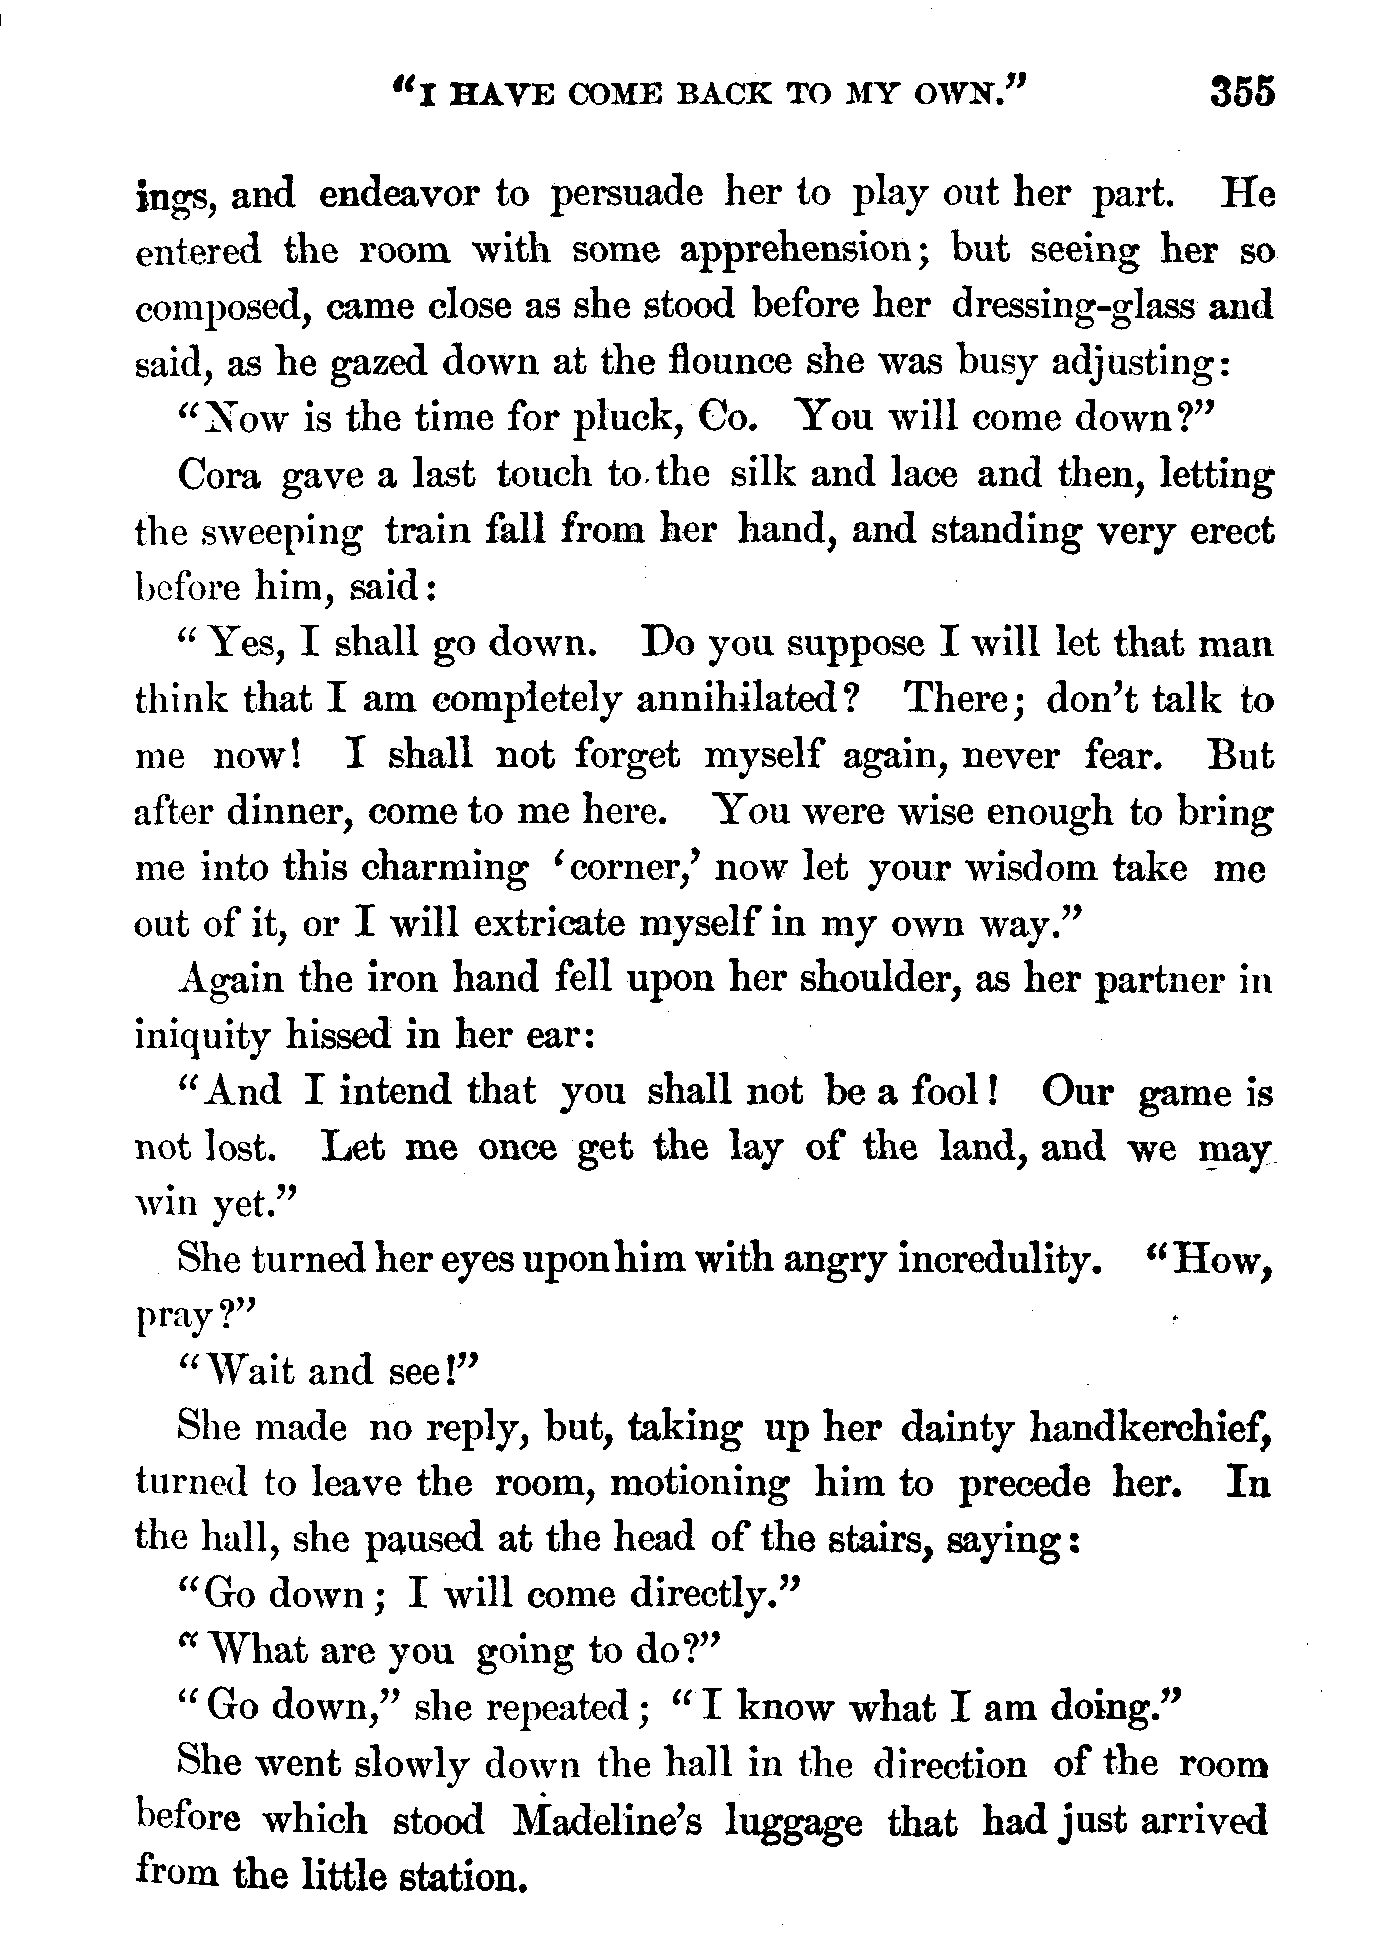 "I HAVE COME BACK TO MY OWN." 355
ings, and endeavor to persuade her to play out her part. He
entered the room with some apprehension; but seeing her so
composed, came close as she stood before her dressing-glass and
said, as he gazed down at the flounce she was busy adjusting:
"Now is the time for pluck, Co. You will come down?"
Cora gave a last touch to the silk and lace and then, letting
the sweeping train fall from her hand, and standing very erect
before him, said:
"Yes, I shall go down. Do you suppose I will let that man
think that I am completely annihilated? There; don't talk to
me now! I shall not forget myself again, never fear. But
after dinner, come to me here. You were wise enough to bring
me into this charming 'corner,' now let your wisdom take me
out of it, or I will extricate myself in my own way."
Again the iron hand fell upon her shoulder, as her partner in
iniquity hissed in her ear:
"And I intend that you shall not be a fool! Our game is
not lost. Let me once get the lay of the land, and we may
win yet."
She turned her eyes upon him with angry incredulity. "How,
pray?"
"Wait and see!"
She made no reply, but, taking up her dainty handkerchief,
turned to leave the room, motioning him to precede her. In
the hall, she paused at the head of the stairs, saying:
"Go down; I will come directly."
"What are you going to do?"
"Go down," she repeated; "I know what I am doing."
She went slowly down the hall in the direction of the room
before which stood Madeline's luggage that had just arrived
from the little station.